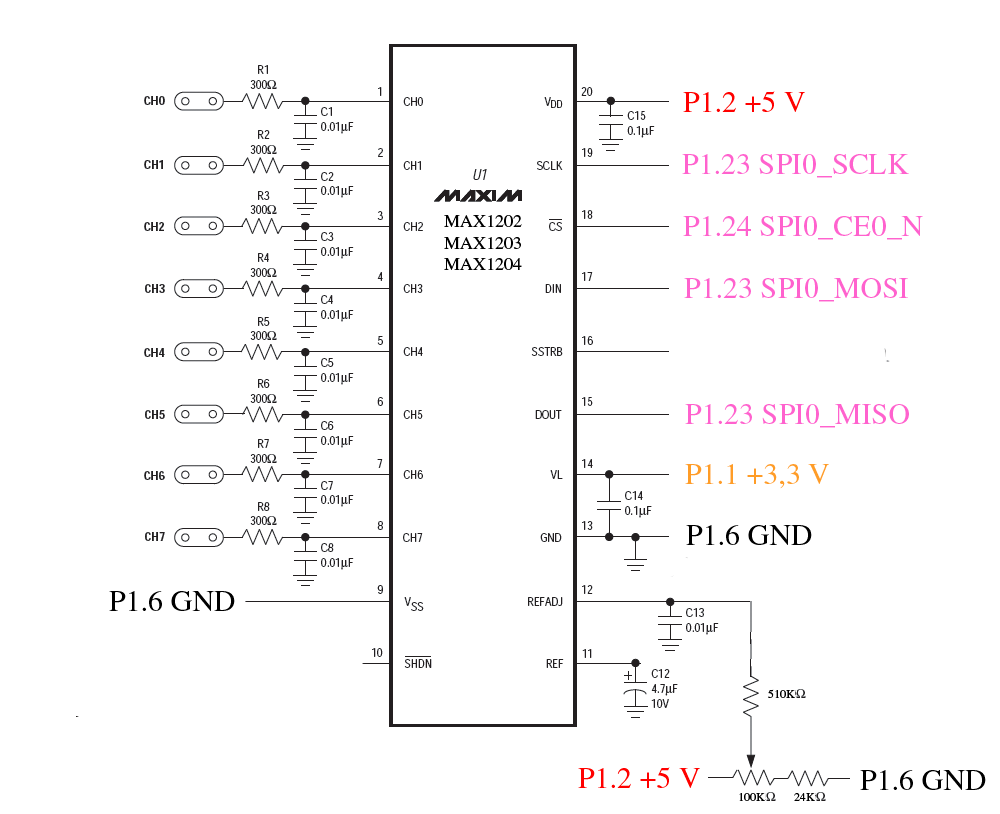 R1
300Ω
CH0
C1
0.01µF
1
CH0
R2
300Ω
CH1
C2
0.01µF
2
CH1
R3
300Ω
CH2
C3
0.01µF
3
CH2
R4
300Ω
CH3
C4
0.01µF
4
CH3
R5
300Ω
CH4
C5
0.01µF
5
CH4
R6
300Ω
CH5
C6
0.01µF
6
CH5
R7
300Ω
CH6
C7
0.01µF
7
CH6
R8
300Ω
CH7
C8
0.01µF
8
CH7
P1.6 GND
9
VSS
10
SHDN
U1
MAXIM
MAX1202
MAX1203
MAX1204
VDD
20
C15
0.1µF
P1.2 +5 V
SCLK
19
P1.23 SPI0_SCLK
CS
18
P1.24 SPI0_CE0_N
DIN
17
P1.23 SPI0_MOSI
SSTRB
16
DOUT
15
P1.23 SPI0_MISO
VL
14
C14
0.1µF
P1.1 +3,3 V
GND
13
P1.6 GND
REFADJ
12
C13
0.01µF
REF
11
C12
+
4.7µF
10V
510KΩ
P1.2 +5 V
100KΩ
24KΩ
P1.6 GND